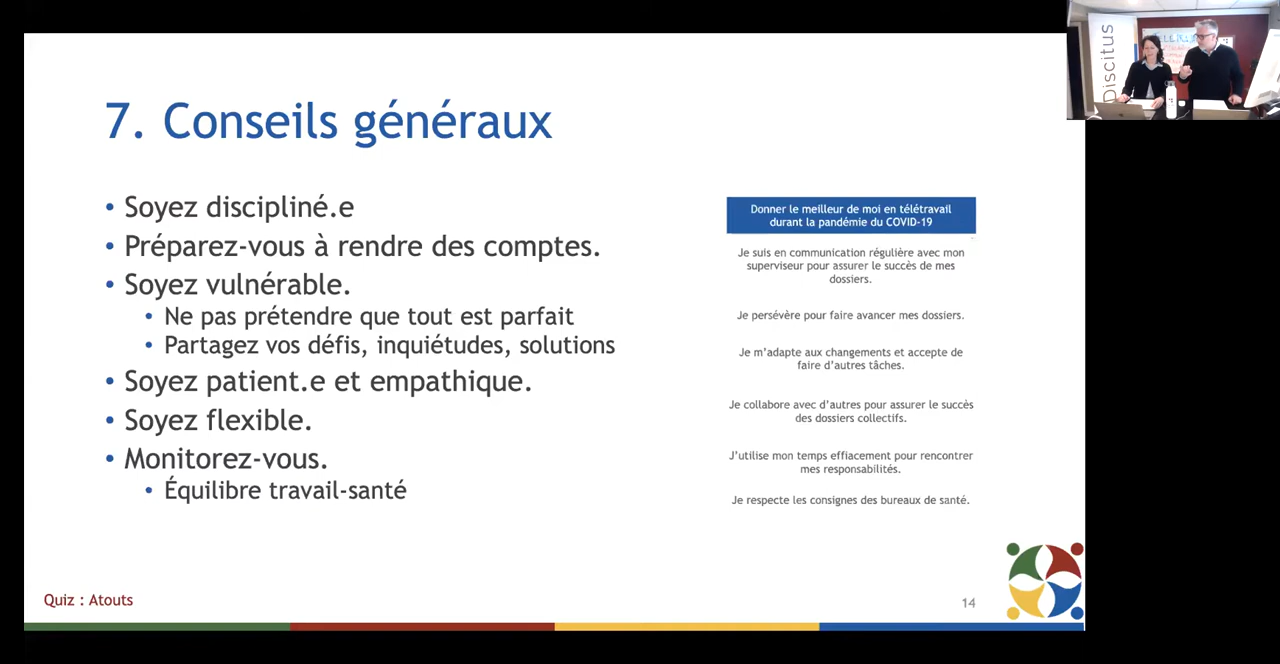 7. Conseils généraux
• Soyez discipliné.e
• Préparez-vous à rendre des comptes.
• Soyez vulnérable.
• Ne pas prétendre que tout est parfait
• Partagez vos défis, inquiétudes, solutions
• Soyez patient.e et empathique.
• Soyez flexible.
• Monitorez-vous.
• Équilibre travail-santé
Donner le meilleur de moi en télétravail
durant la pandémie du COVID-19
Je suis en communication régulière avec mon
superviseur pour assurer le succès de mes
dossiers.
Je persévère pour faire avancer mes dossiers.
Je m'adapte aux changements et accepte de
faire d'autres tâches.
Je collabore avec d'autres pour assurer le succès
des dossiers collectifs.
J'utilise mon temps effiacement pour rencontrer
mes responsabilités.
Je respecte les consignes des bureaux de santé.
Quiz : Atouts
14
Discitus